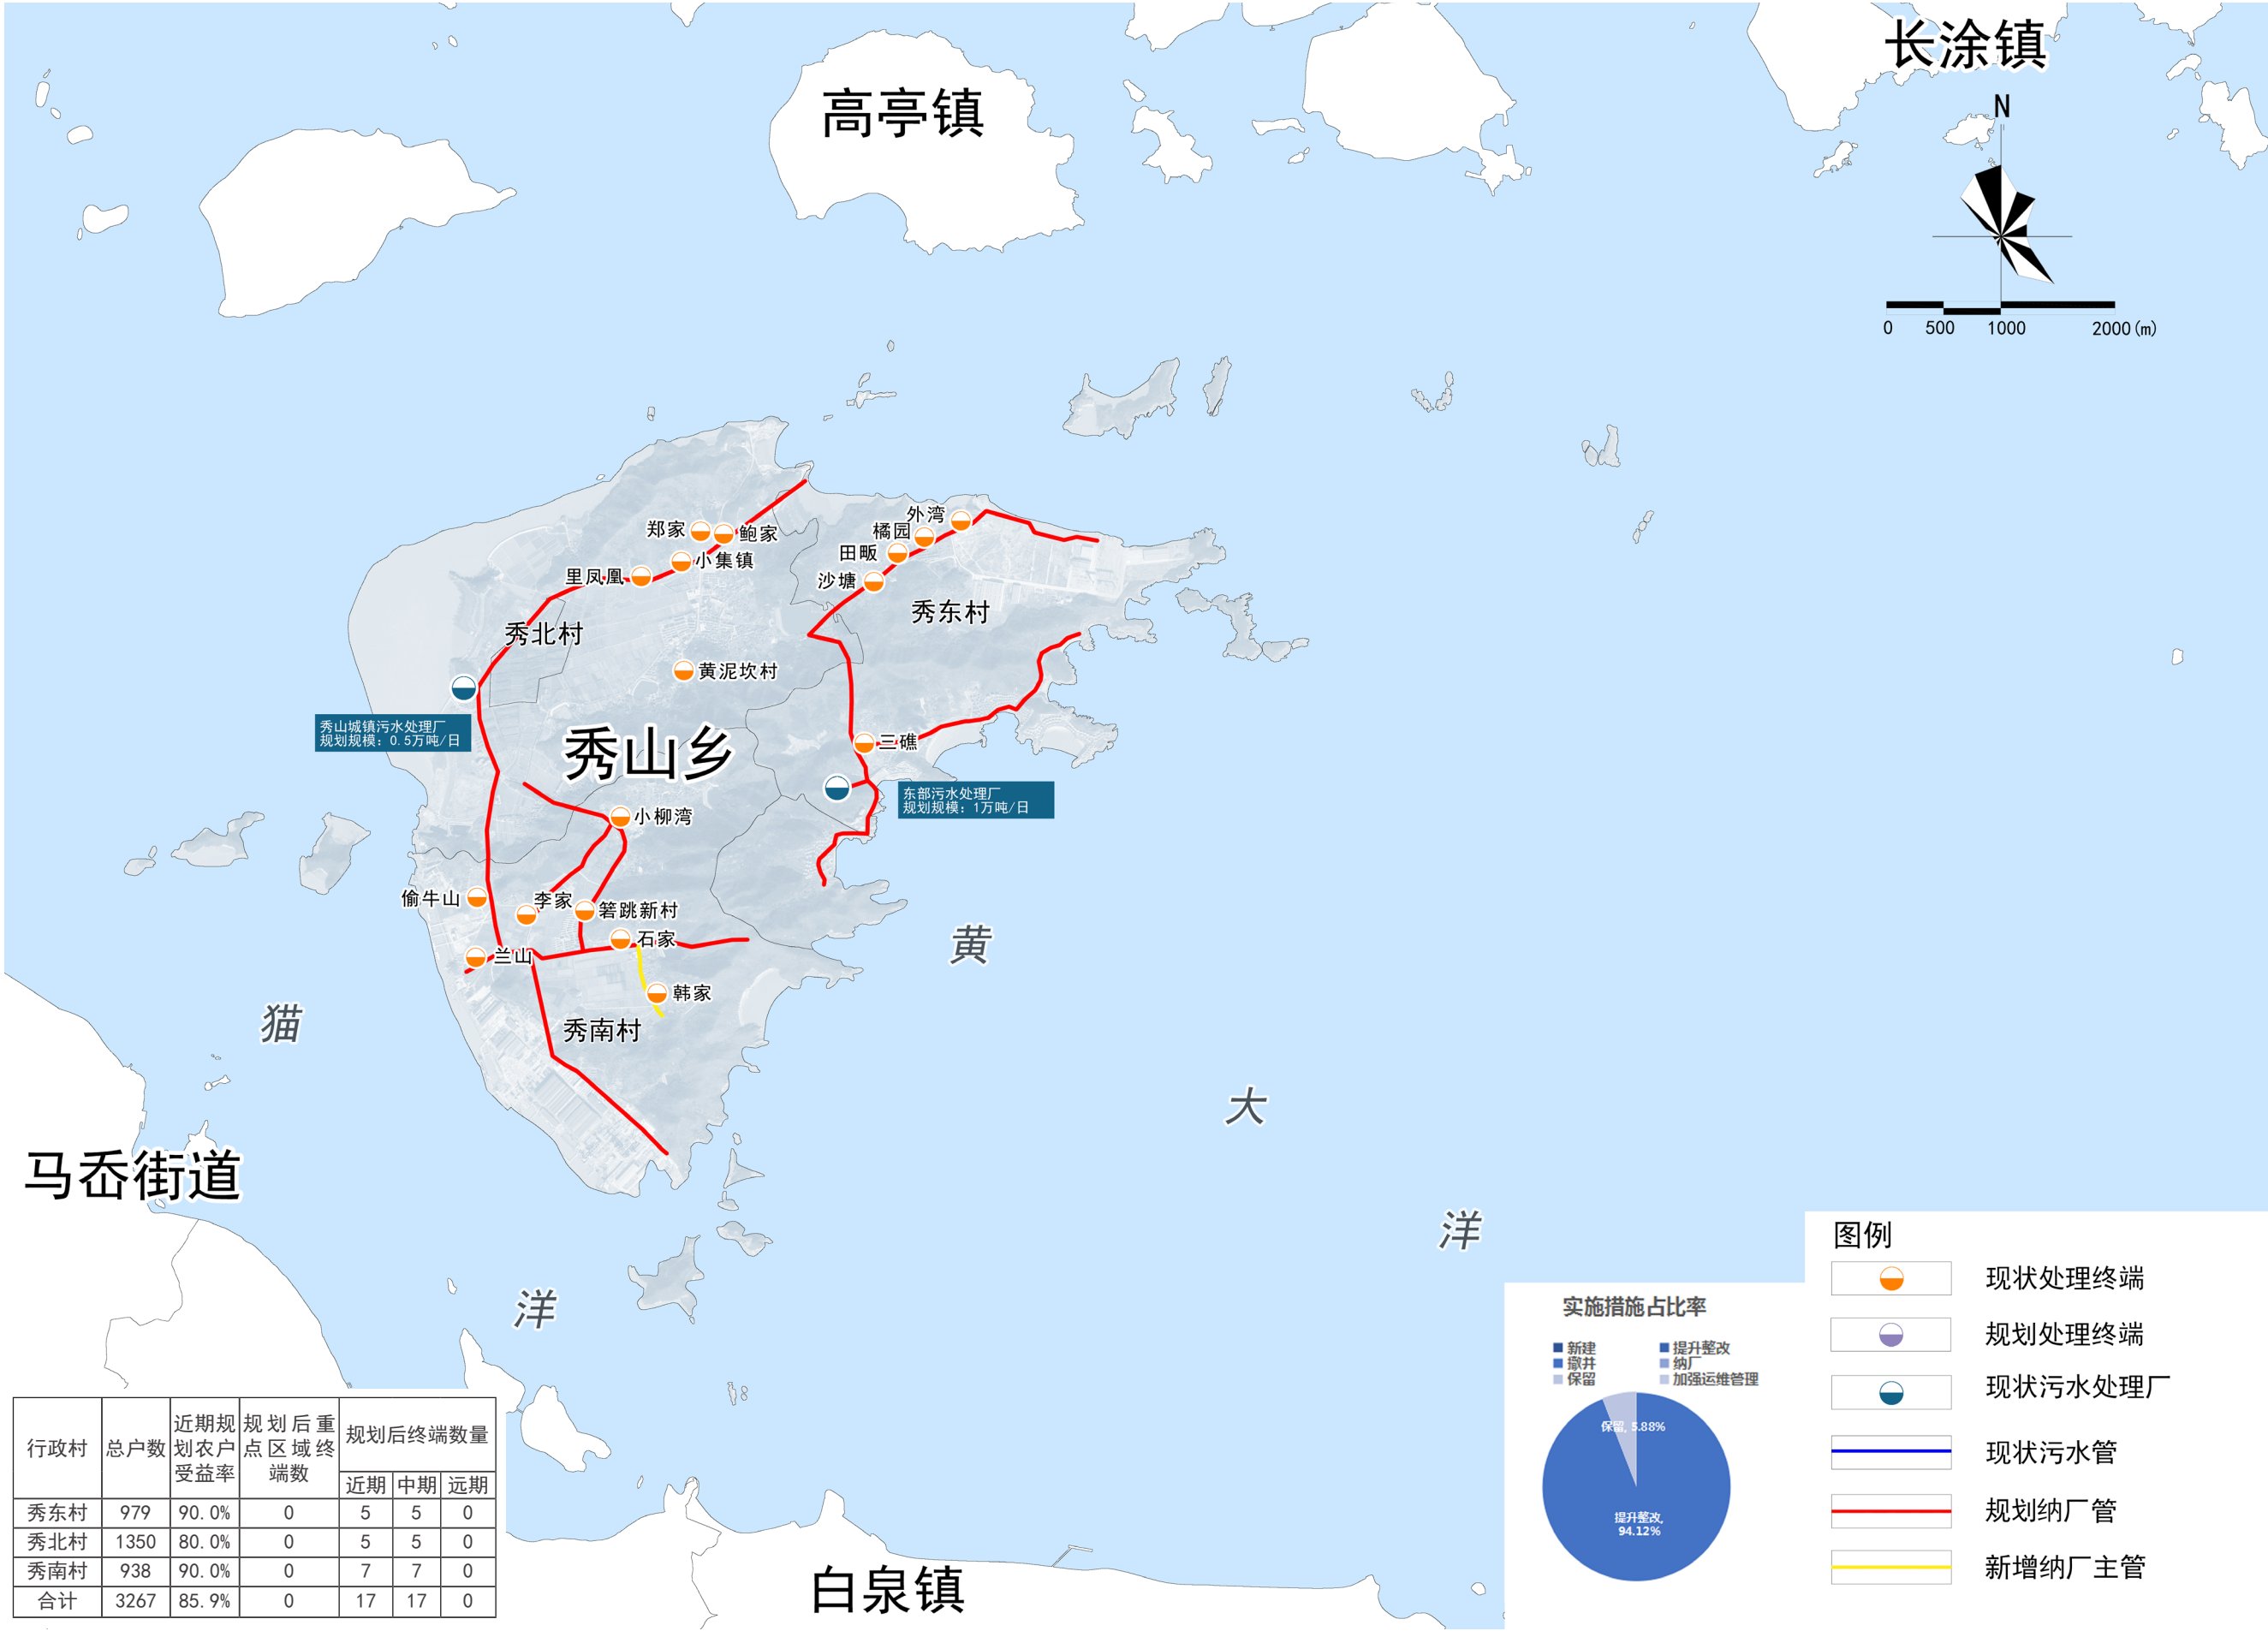 长涂镇
高亭镇
N
0 500 1000 2000(m)
外湾
橘园
郑家
鲍家
田畈
小集镇
里凤凰
沙塘
秀东村
秀北村
黄泥坎村
秀山城镇污水处理厂
规划规模：0.5万吨/日
秀山乡
三礁
东部污水处理厂
规划规模：1万吨/日
小柳湾
偷牛山
李家
箬跳新村
石家
兰山
韩家
秀南村
黄
大
洋
猫
洋
马岙街道
白泉镇
行政村 总户数 近期规划农户受益率 规划后重点区域终端数 规划后终端数量
近期 中期 远期
秀东村 979 90.0% 0 5 5 0
秀北村 1350 80.0% 0 5 5 0
秀南村 938 90.0% 0 7 7 0
合计 3267 85.9% 0 17 17 0
实施措施占比率
新建 提升整改
撤并 纳厂
保留 加强运维管理
保留, 5.88%
提升整改,
94.12%
图例
现状处理终端
规划处理终端
现状污水处理厂
现状污水管
规划纳厂管
新增纳厂主管